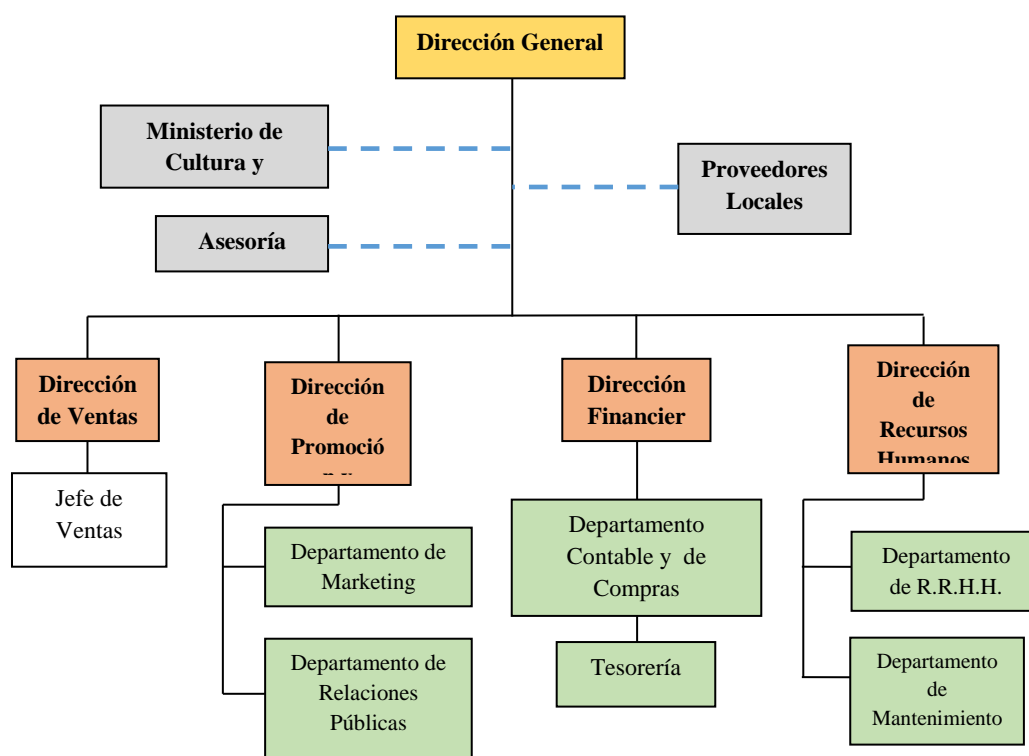 Dirección General
Ministerio de
Cultura y
Proveedores
Locales
Asesoría
Dirección
de Ventas
Dirección
de
Promoció
n y
Dirección
Financier
Dirección
de
Recursos
Humanos
Jefe de
Ventas
Departamento de
Marketing
Departamento de
Relaciones
Públicas
Departamento
Contable y de
Compras
Tesorería
Departamento
de R.R.H.H.
Departamento
de
Mantenimiento